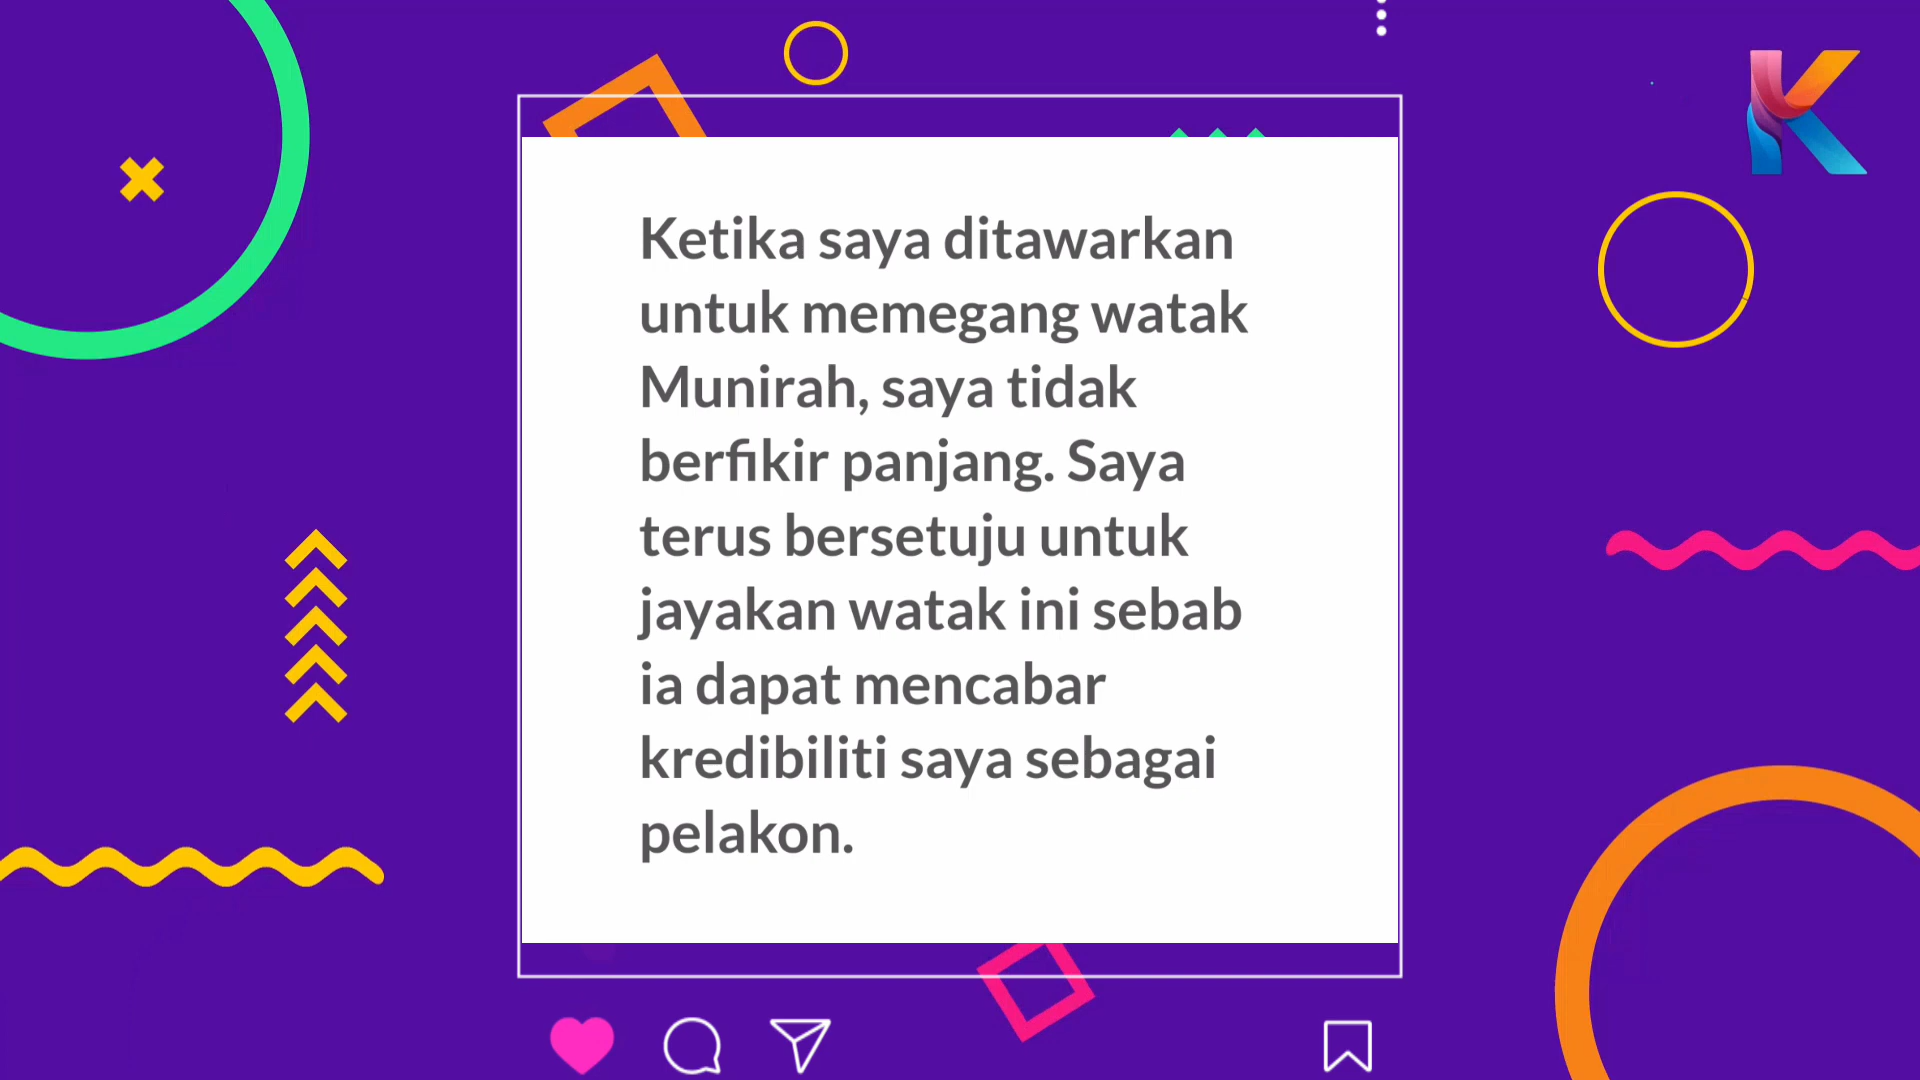 Ketika saya ditawarkan
untuk memegang watak
Munirah, saya tidak
berfikir panjang. Saya
terus bersetuju untuk
jayakan watak ini sebab
ia dapat mencabar
kredibiliti saya sebagai
pelakon.
K